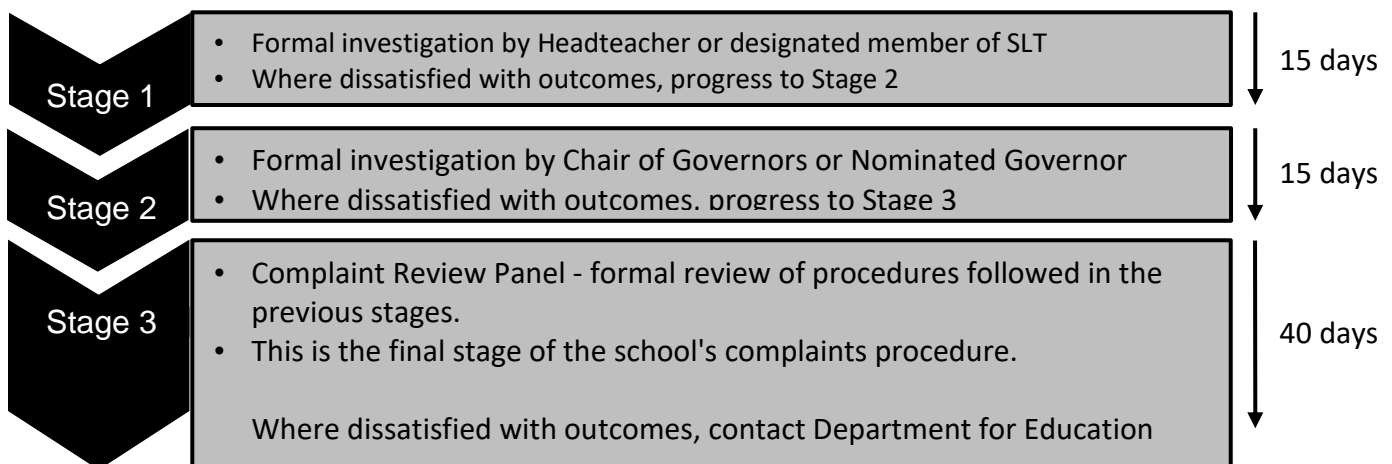 Stage 1
• Formal investigation by Headteacher or designated member of SLT
• Where dissatisfied with outcomes, progress to Stage 2
15 days
Stage 2
• Formal investigation by Chair of Governors or Nominated Governor
• Where dissatisfied with outcomes, progress to Stage 3
15 days
Stage 3
• Complaint Review Panel - formal review of procedures followed in the
previous stages.
• This is the final stage of the school's complaints procedure.
Where dissatisfied with outcomes, contact Department for Education
40 days